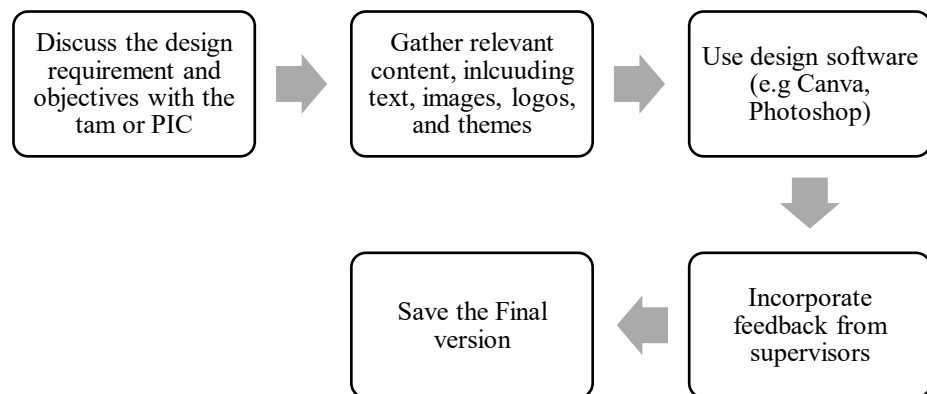 Discuss the design
requirement and
objectives with the
tam or PIC
Gather relevant
content, inlcuuding
text, images, logos,
and themes
Use design software
(e.g Canva,
Photoshop)
Incorporate
feedback from
supervisors
Save the Final
version